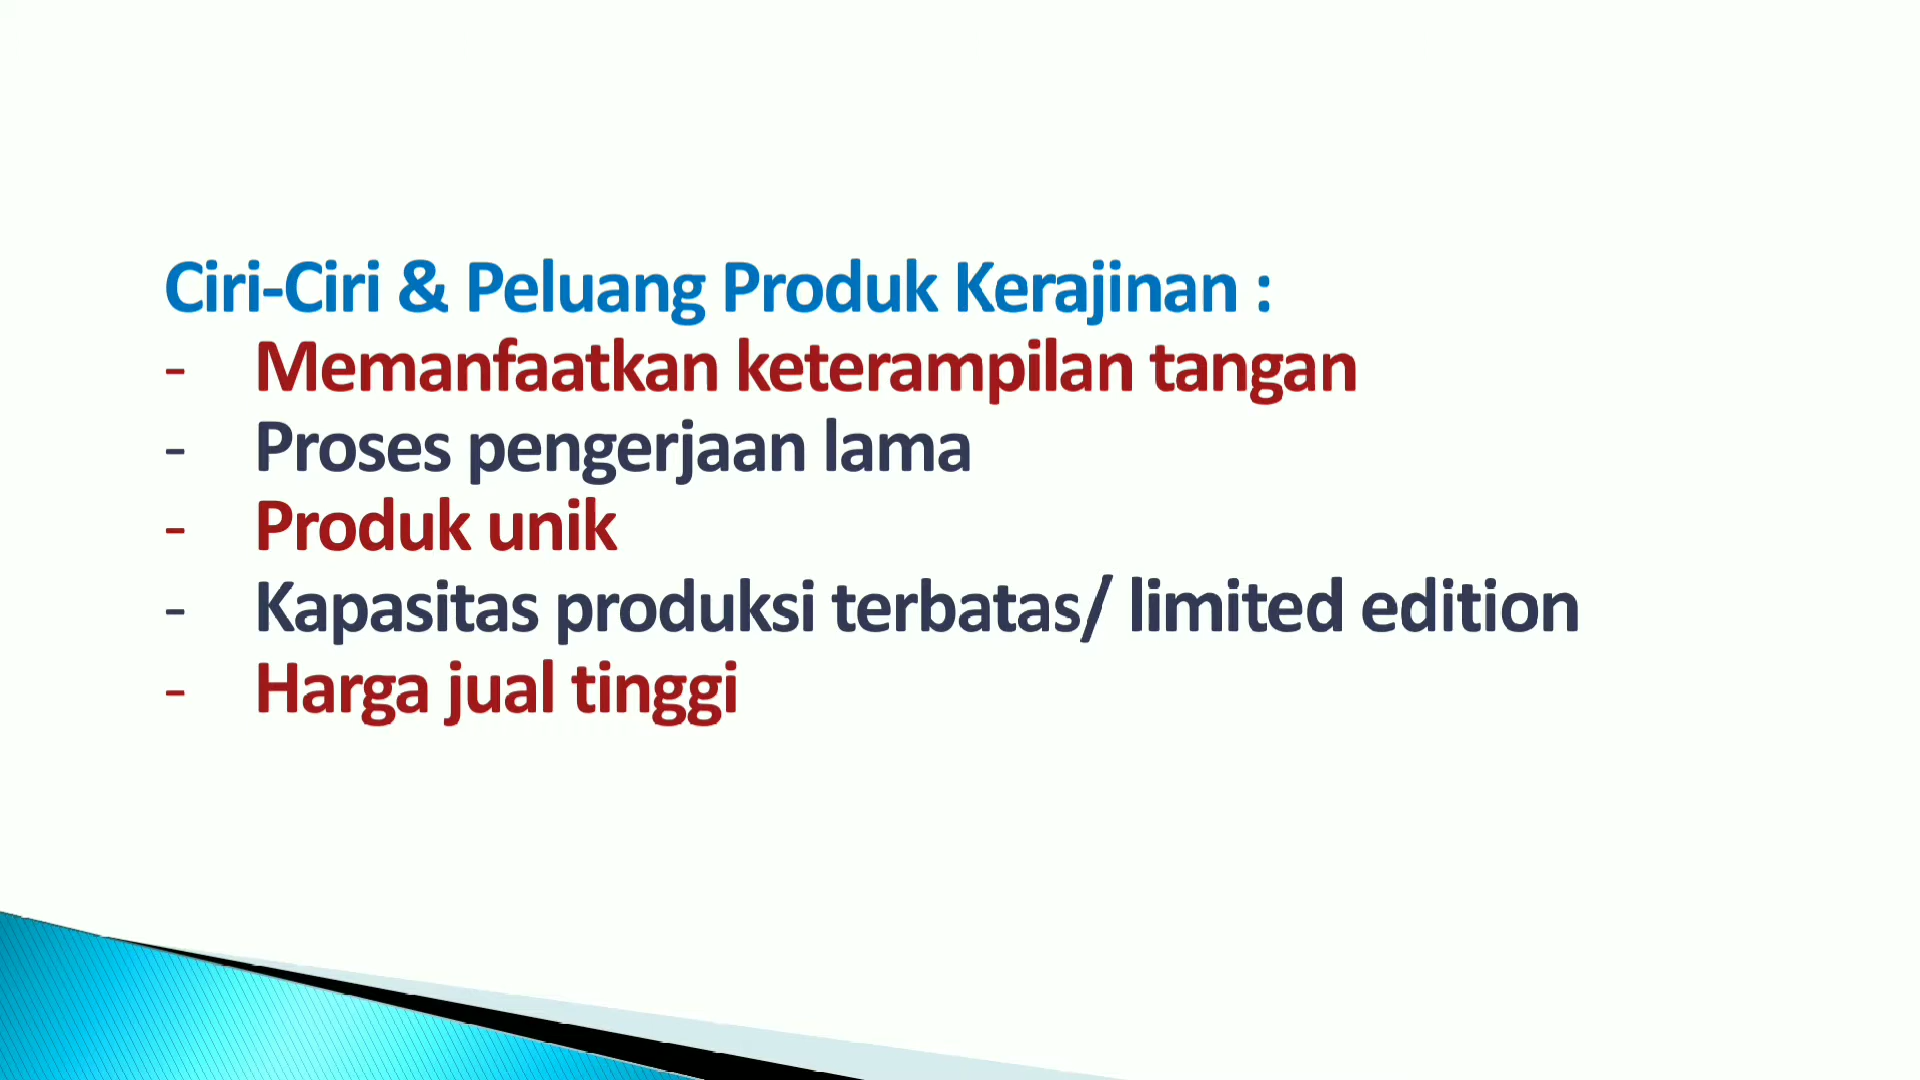 Ciri-Ciri & Peluang Produk Kerajinan :
- Memanfaatkan keterampilan tangan
- Proses pengerjaan lama
- Produk unik
- Kapasitas produksi terbatas/ limited edition
- Harga jual tinggi